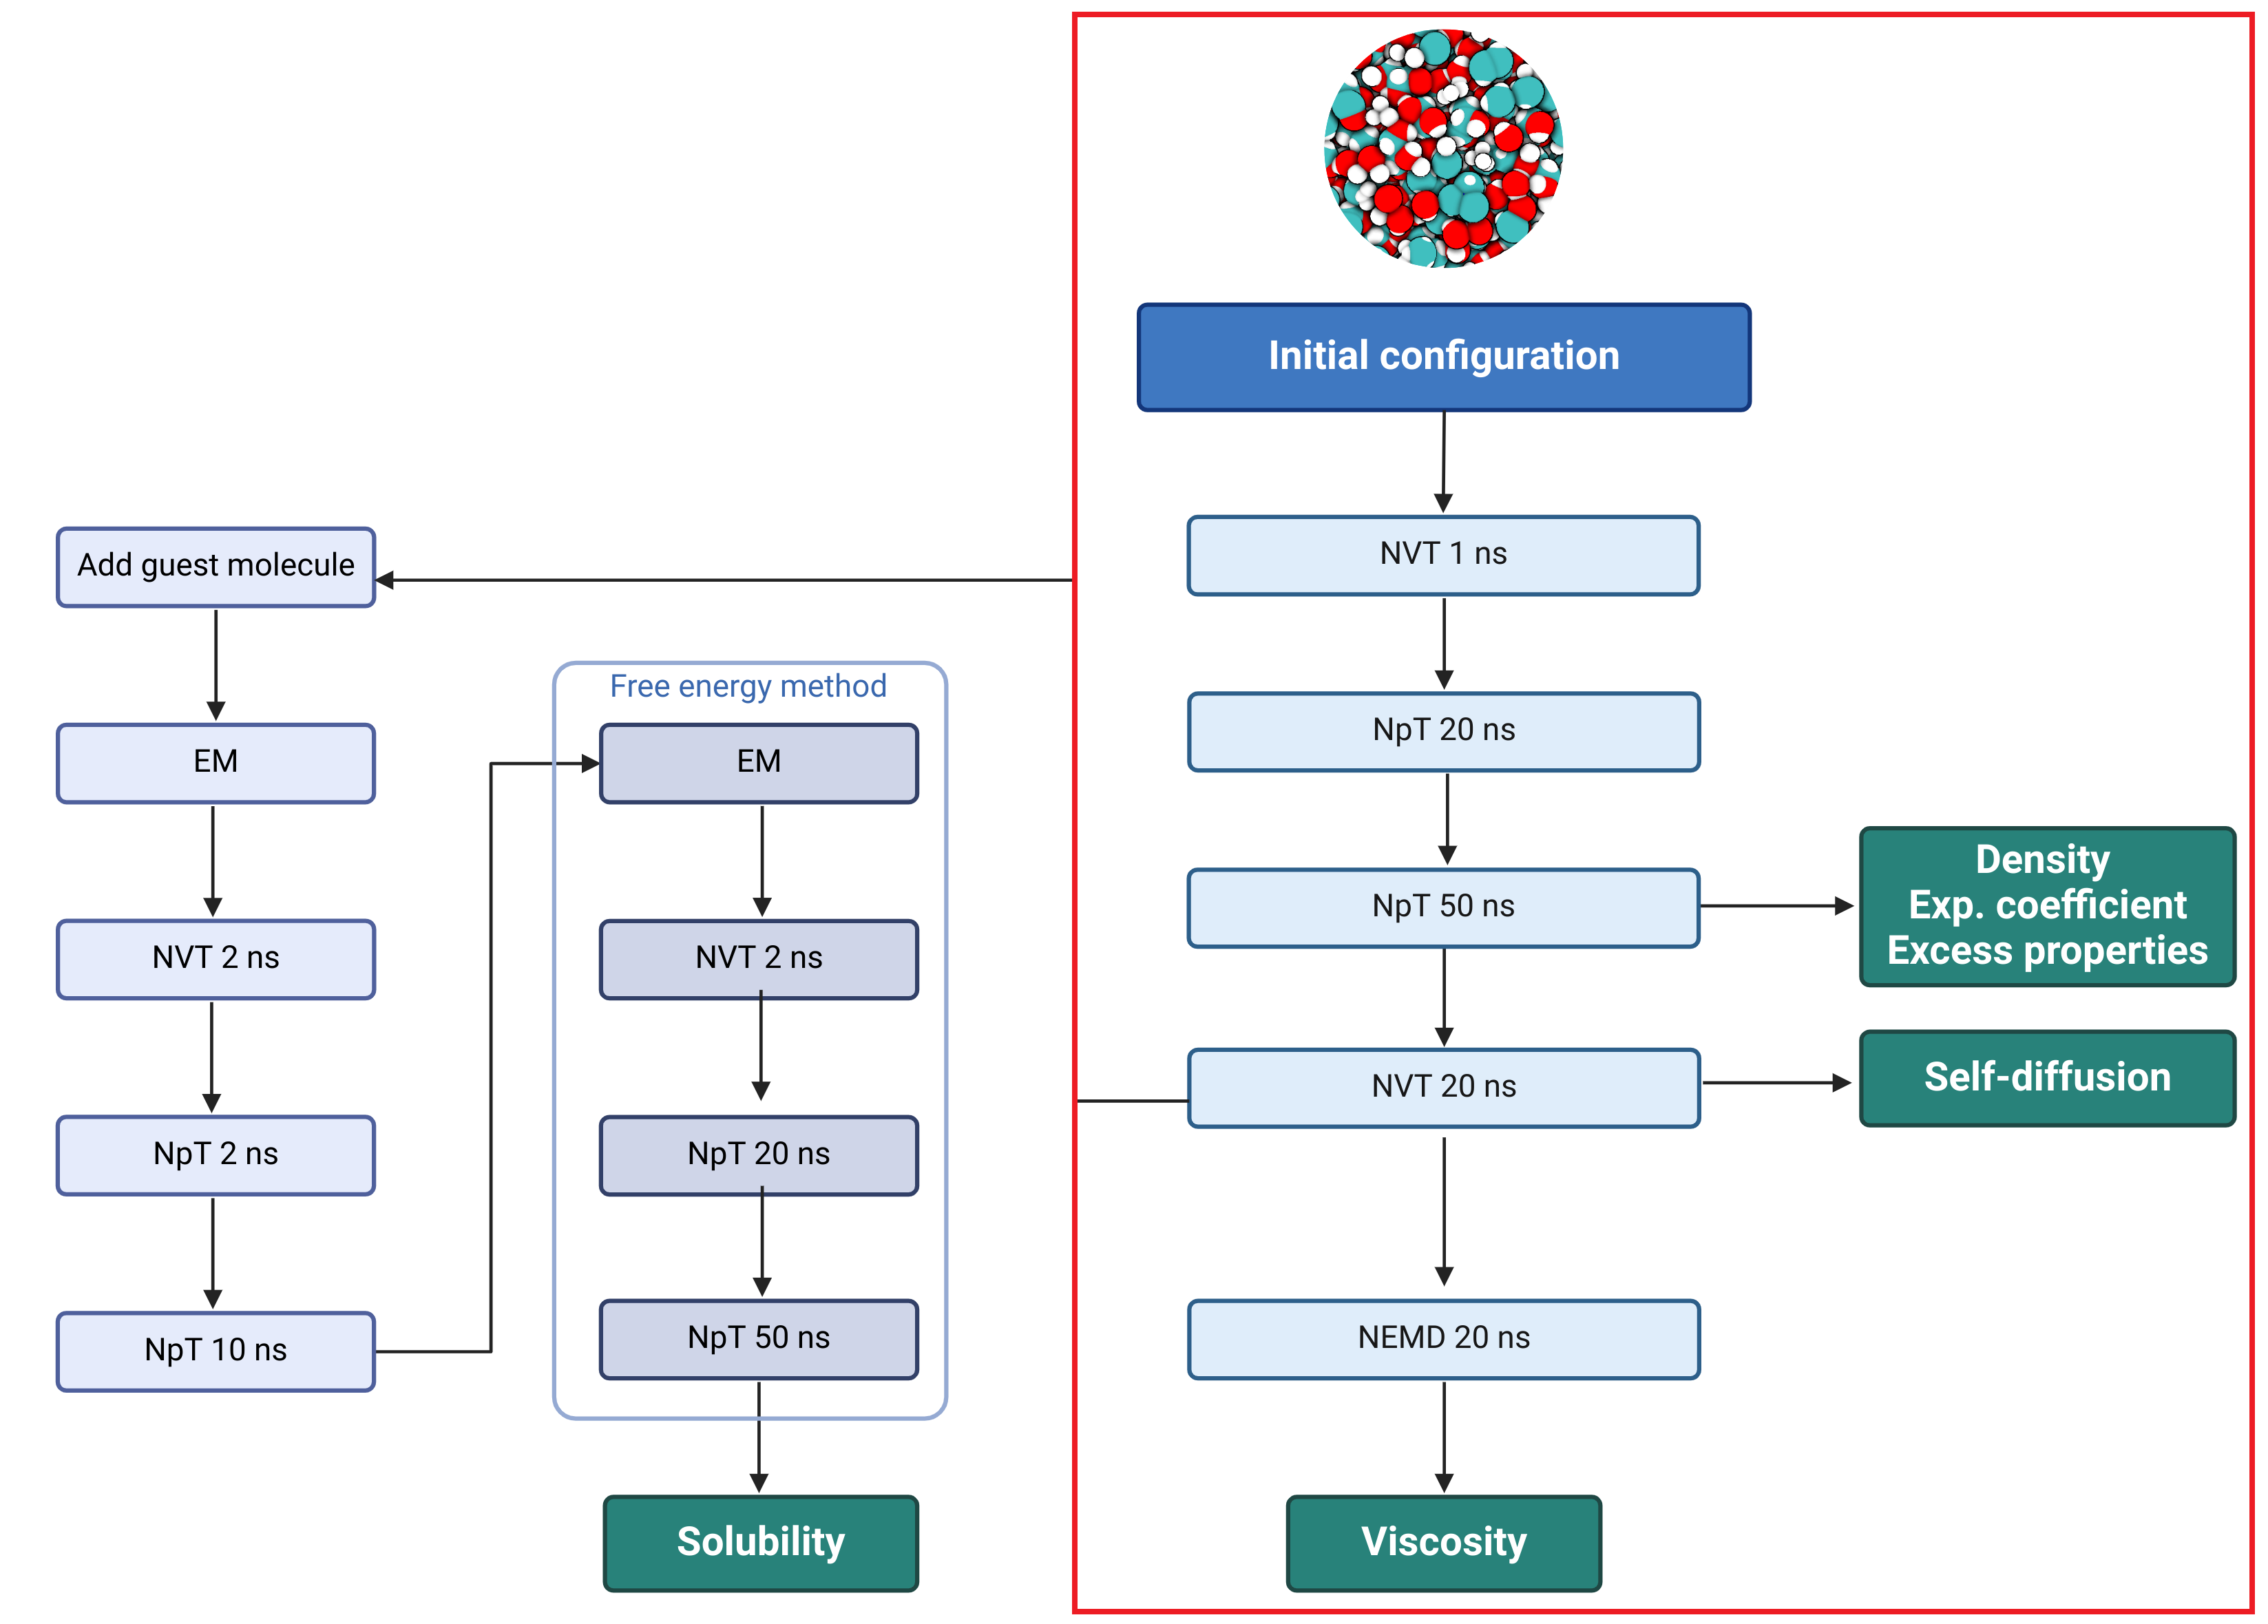 Initial configuration
NVT 1 ns
NpT 20 ns
NpT 50 ns
Density
Exp. coefficient
Excess properties
NVT 20 ns
Self-diffusion
NEMD 20 ns
Viscosity
Add guest molecule
EM
NVT 2 ns
NpT 2 ns
NpT 10 ns
Free energy method
EM
NVT 2 ns
NpT 20 ns
NpT 50 ns
Solubility